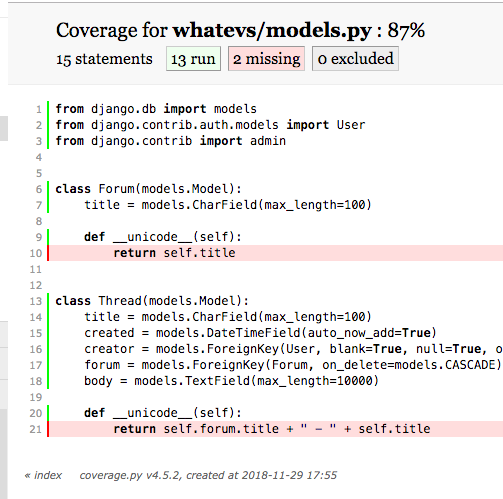 Coverage for whatevs/models.py : 87%
15 statements 13 run 2 missing 0 excluded
1 from django.db import models
2 from django.contrib.auth.models import User
3 from django.contrib import admin
4
5
6 class Forum(models.Model):
7 title = models.CharField(max_length=100)
8
9 def __unicode__(self):
10 return self.title
11
12
13 class Thread(models.Model):
14 title = models.CharField(max_length=100)
15 created = models.DateTimeField(auto_now_add=True)
16 creator = models.ForeignKey(User, blank=True, null=True, o
17 forum = models.ForeignKey(Forum, on_delete=models.CASCADE)
18 body = models.TextField(max_length=10000)
19
20 def __unicode__(self):
21 return self.forum.title + " - " + self.title
« index coverage.py v4.5.2, created at 2018-11-29 17:55